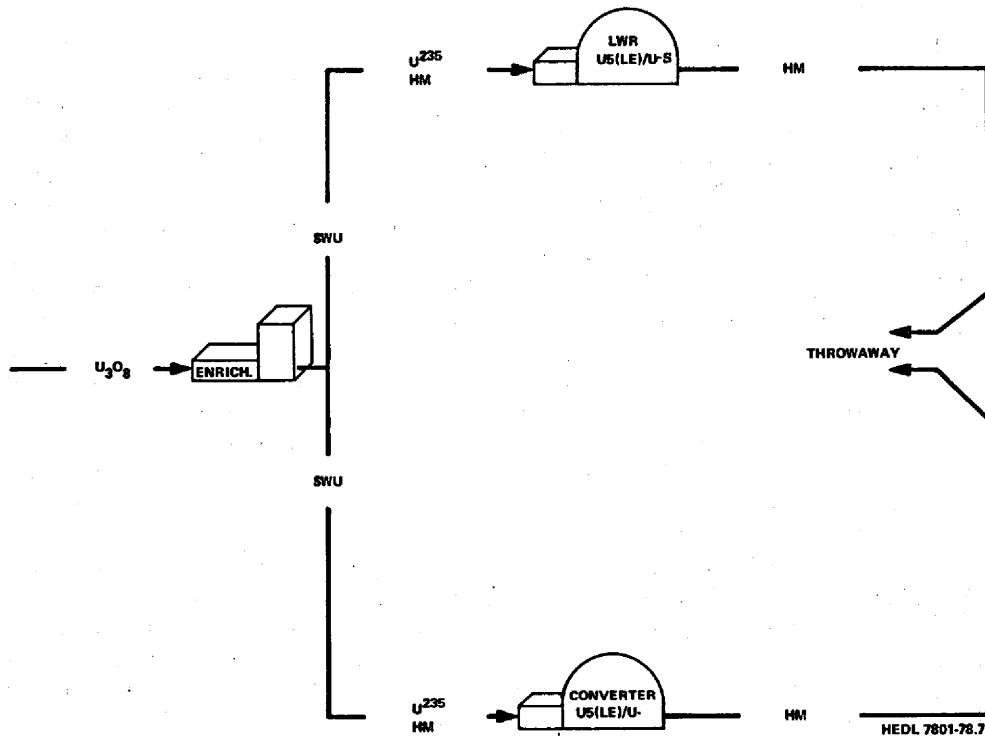 LWR
U5(LE)/U-S
U235
HM
HM
SWU
U3O8
ENRICH.
THROWAWAY
SWU
CONVERTER
U5(LE)/U-
U235
HM
HM
HEDL 7801-78.7